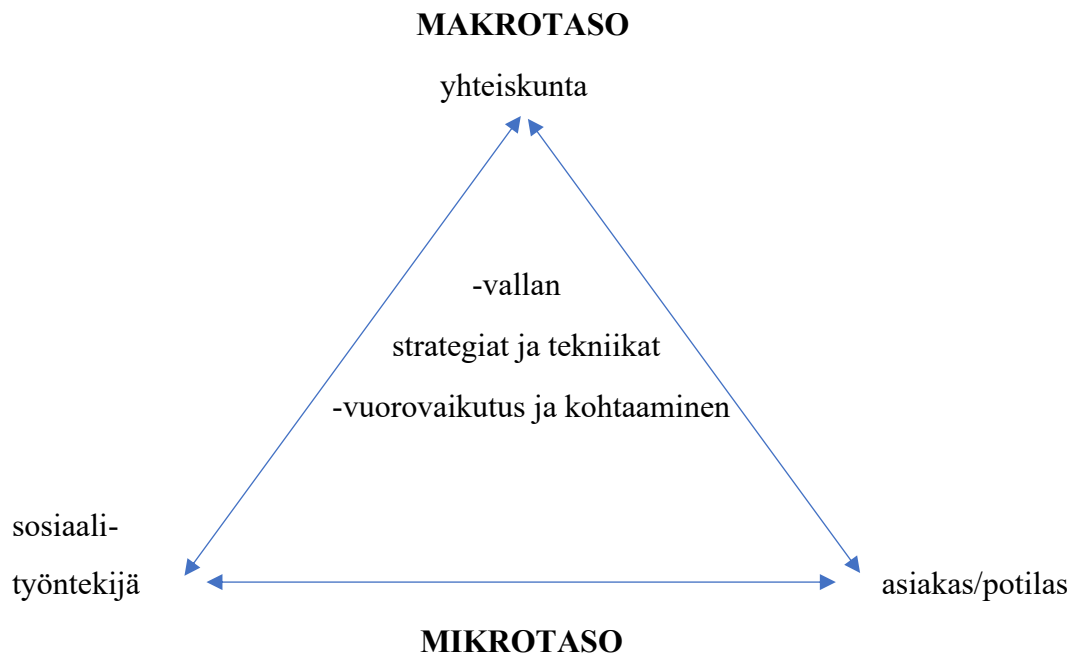 MAKROTASO
yhteiskunta
-vallan
strategiat ja tekniikat
-vuorovaikutus ja kohtaaminen
sosiaali-
työntekijä
asiakas/potilas
MIKROTASO